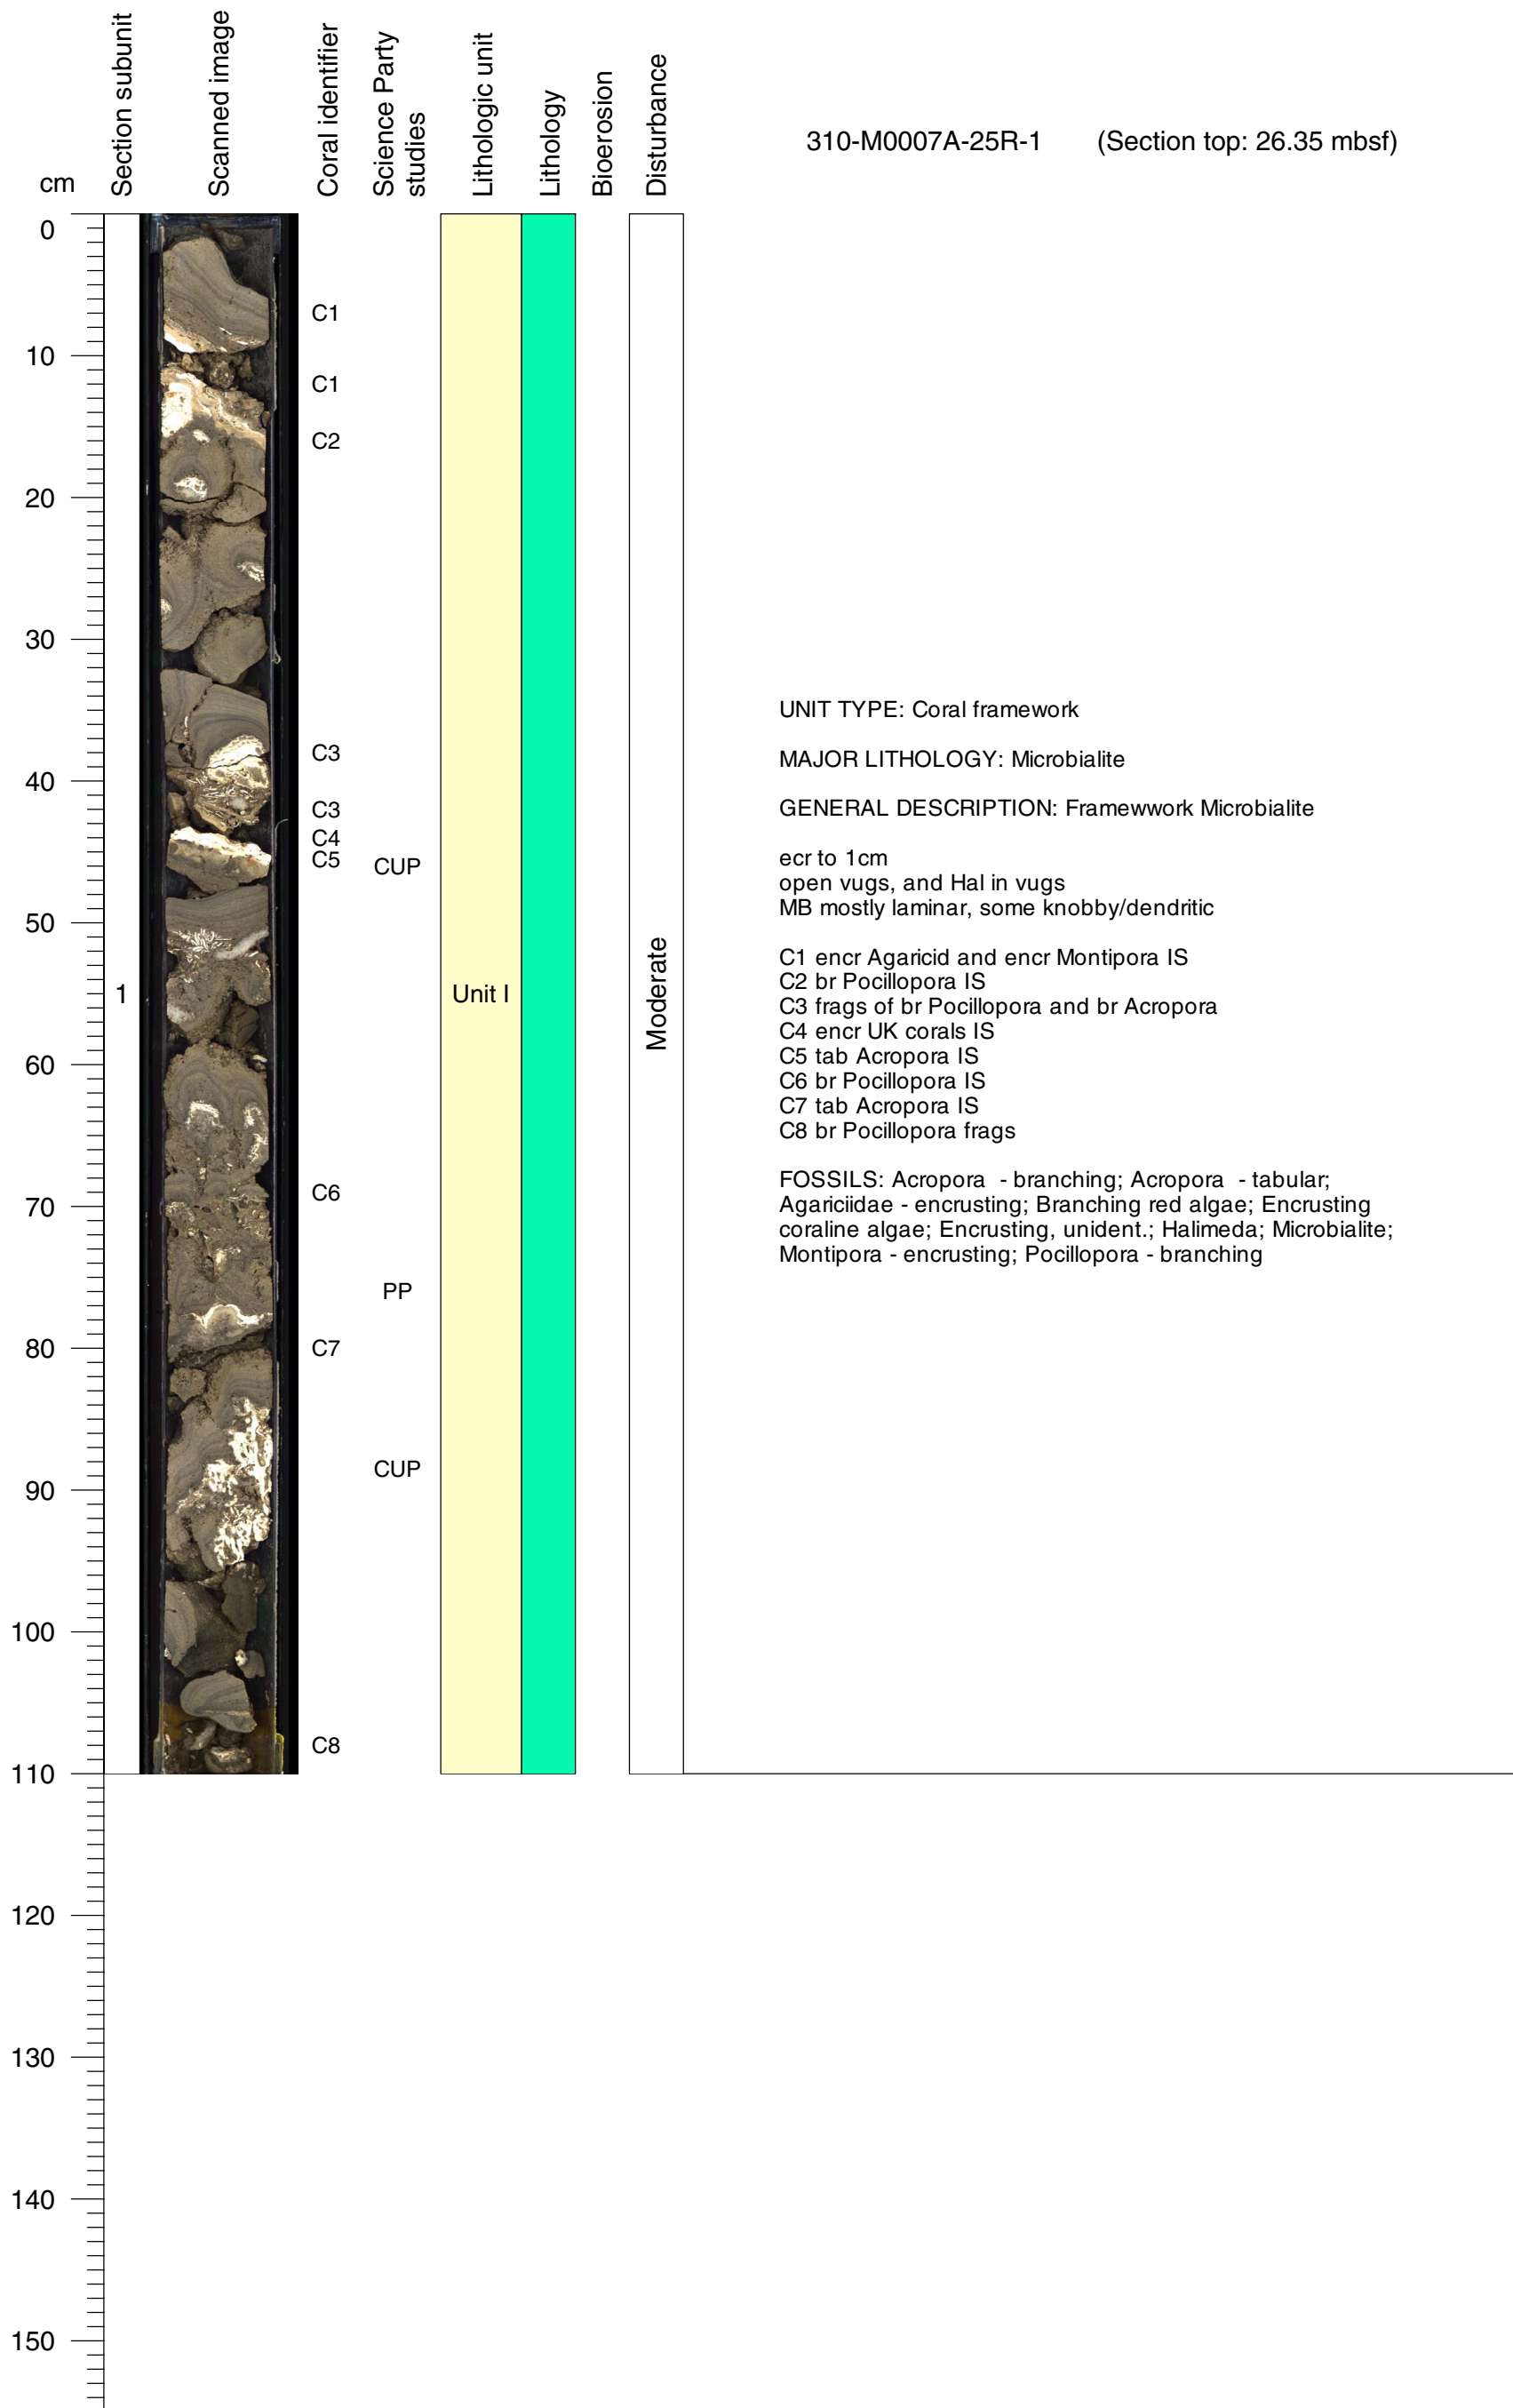 Section subunit
Scanned image
Coral identifier
Science Party
studies
Lithologic unit
Lithology
Bioerosion
Disturbance
310-M0007A-25R-1 (Section top: 26.35 mbsf)
cm
0
C1
10
C1
C2
20
30
C3
40
C3
C4
C5
CUP
50
1
Unit I
Moderate
60
C6
70
PP
C7
80
CUP
90
100
C8
110
120
130
140
150
UNIT TYPE: Coral framework
MAJOR LITHOLOGY: Microbialite
GENERAL DESCRIPTION: Framewwork Microbialite
ecr to 1cm
open vugs, and Hal in vugs
MB mostly laminar, some knobby/dendritic
C1 encr Agaricid and encr Montipora IS
C2 br Pocillopora IS
C3 frags of br Pocillopora and br Acropora
C4 encr UK corals IS
C5 tab Acropora IS
C6 br Pocillopora IS
C7 tab Acropora IS
C8 br Pocillopora frags
FOSSILS: Acropora - branching; Acropora - tabular;
Agariciidae - encrusting; Branching red algae; Encrusting
coraline algae; Encrusting, unident.; Halimeda; Microbialite;
Montipora - encrusting; Pocillopora - branching